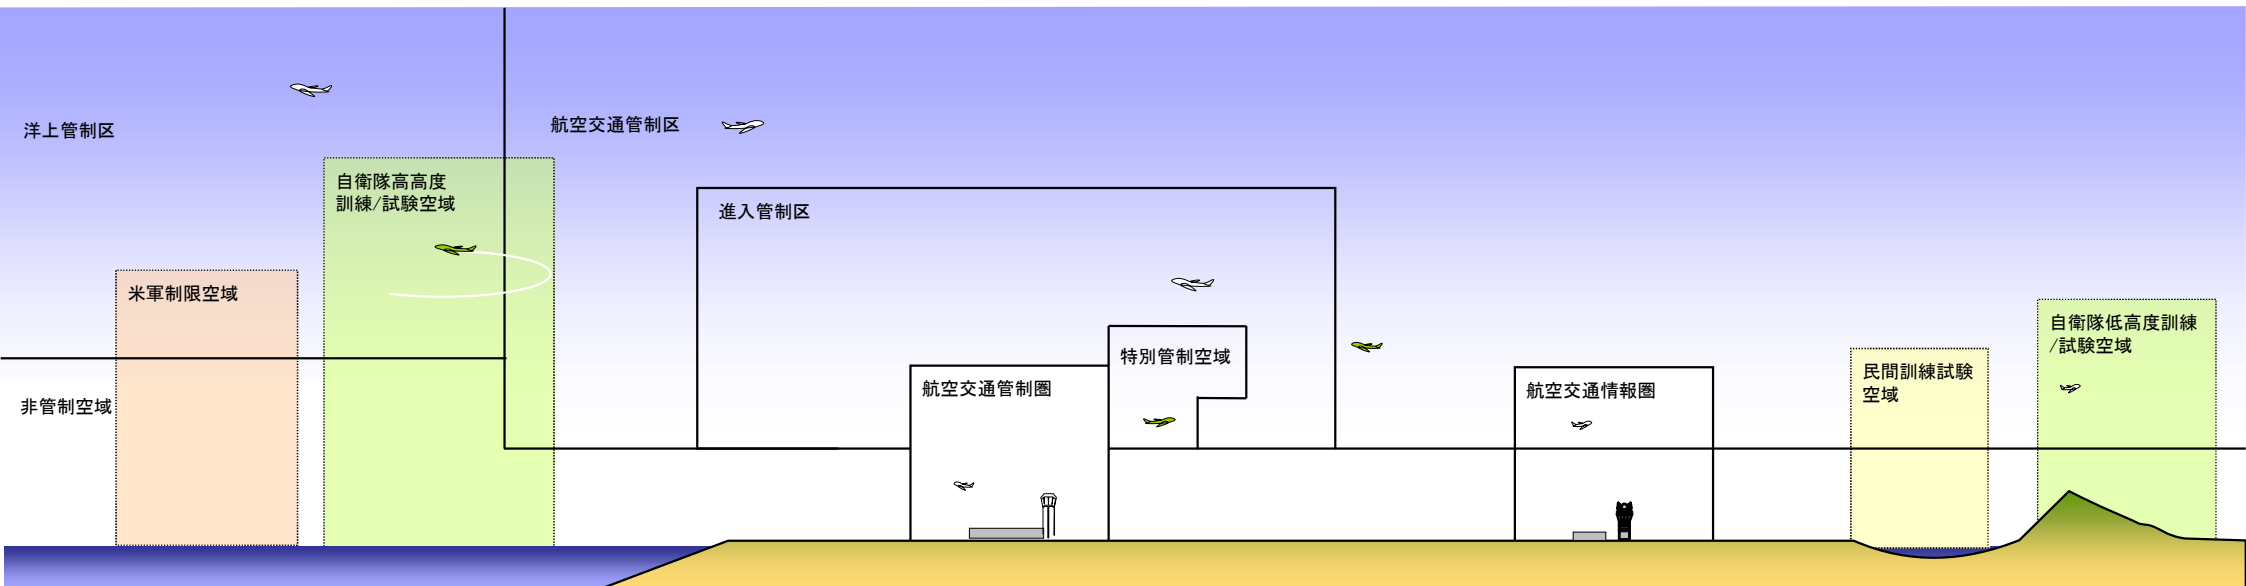 洋上管制区
航空交通管制区
自衛隊高高度
訓練/試験空域
進入管制区
米軍制限空域
特別管制空域
自衛隊低高度訓練
/試験空域
民間訓練試験
空域
航空交通管制圏
航空交通情報圏
非管制空域